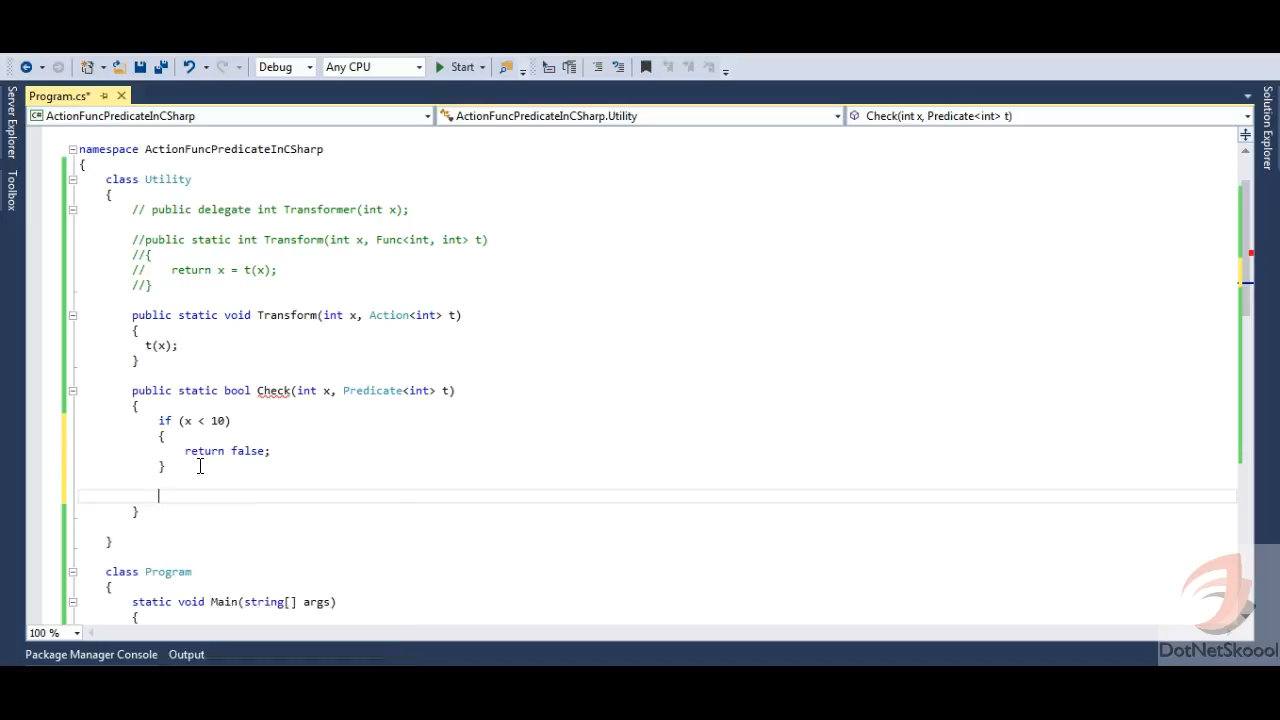 Debug Any CPU Start
Program.cs*
ActionFuncPredicateInCSharp ActionFuncPredicateInCSharp.Utility Check(int x, Predicate<int> t)
Server Explorer
Toolbox
Solution Explorer
namespace ActionFuncPredicateInCSharp
{
class Utility
{
// public delegate int Transformer(int x);
//public static int Transform(int x, Func<int, int> t)
//{
// return x = t(x);
//}
public static void Transform(int x, Action<int> t)
{
t(x);
}
public static bool Check(int x, Predicate<int> t)
{
if (x < 10)
{
return false;
}
}
}
class Program
{
static void Main(string[] args)
{
100 %
DotNetSkoool
Package Manager Console Output